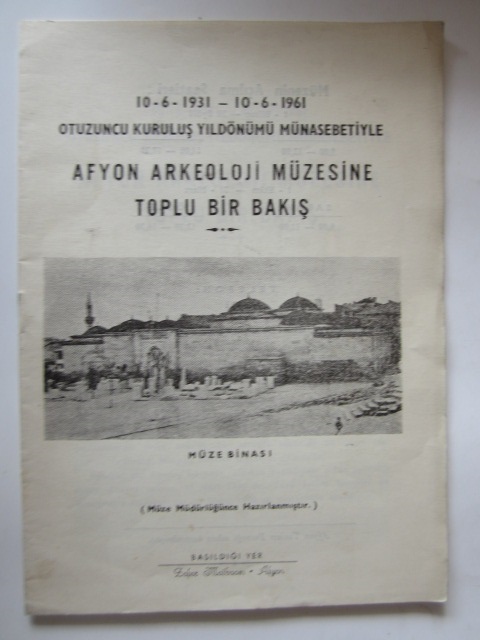 10-6-1931 — 10-6-1961
OTUZUNCU KURULUŞ YILDÖNÜMÜ MÜNASEBETİYLE
AFYON ARKEOLOJİ MÜZESİNE
TOPLU BİR BAKIŞ
MÜZE BİNASI
( Müze Müdürlüğünce Hazırlanmıştır. )
BASILDIĞI YER